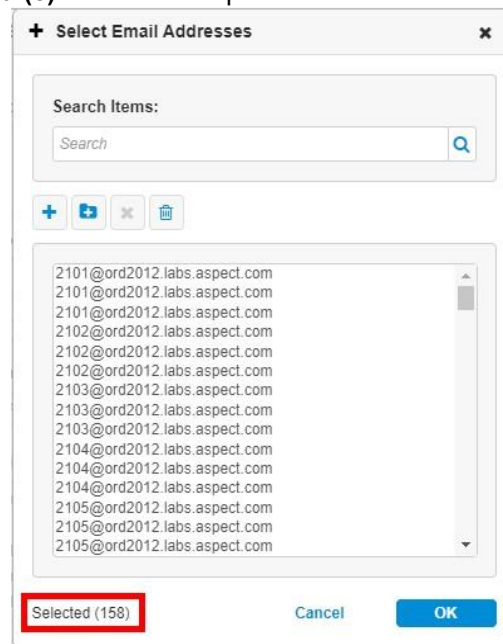 + Select Email Addresses ×
Search Items:
Search
2101@ord2012.labs.aspect.com
2101@ord2012.labs.aspect.com
2101@ord2012.labs.aspect.com
2102@ord2012.labs.aspect.com
2102@ord2012.labs.aspect.com
2102@ord2012.labs.aspect.com
2103@ord2012.labs.aspect.com
2103@ord2012.labs.aspect.com
2103@ord2012.labs.aspect.com
2104@ord2012.labs.aspect.com
2104@ord2012.labs.aspect.com
2104@ord2012.labs.aspect.com
2105@ord2012.labs.aspect.com
2105@ord2012.labs.aspect.com
2105@ord2012.labs.aspect.com
Selected (158) Cancel OK